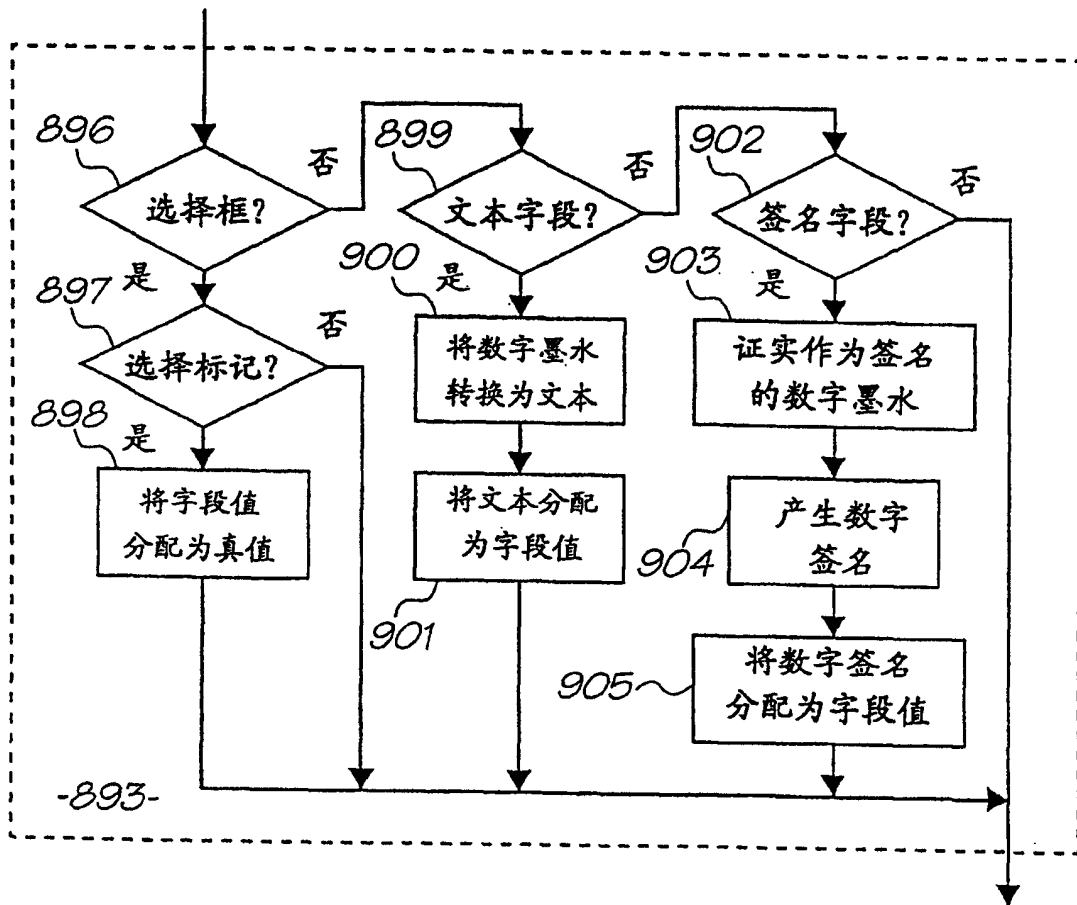 896
选择框?
否
是
897
选择标记?
否
898
是
将字段值
分配为真值
899
文本字段?
否
900
是
将数字墨水
转换为文本
将文本分配
为字段值
901
902
签名字段?
否
903
是
证实作为签名
的数字墨水
产生数字
签名
904
将数字签名
分配为字段值
905
-893-